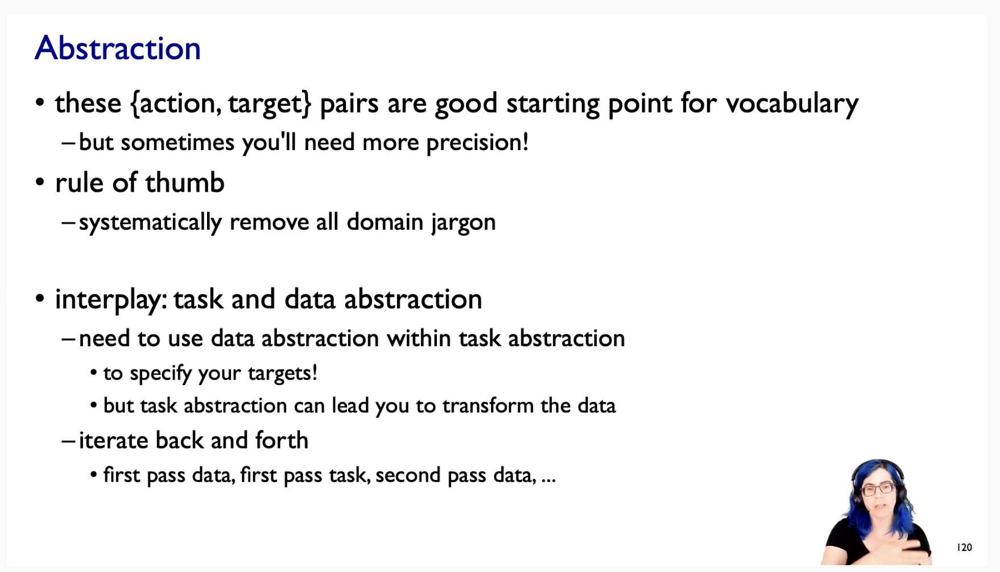 Abstraction
• these {action, target} pairs are good starting point for vocabulary
– but sometimes you'll need more precision!
• rule of thumb
– systematically remove all domain jargon
• interplay: task and data abstraction
– need to use data abstraction within task abstraction
• to specify your targets!
• but task abstraction can lead you to transform the data
– iterate back and forth
• first pass data, first pass task, second pass data, ...
120